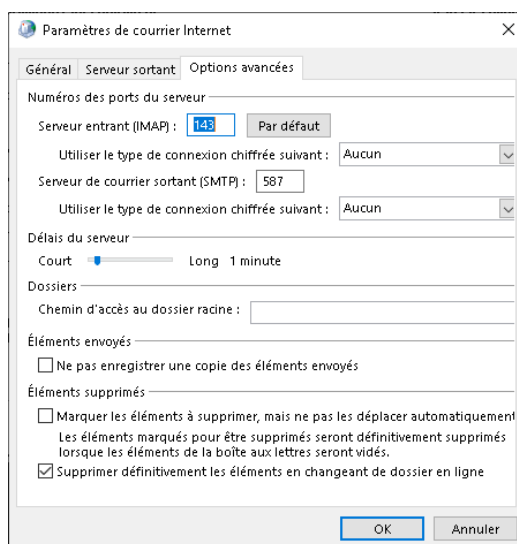 Paramètres de courrier Internet
Général Serveur sortant Options avancées
Numéros des ports du serveur
Serveur entrant (IMAP) : 143 Par défaut
Utiliser le type de connexion chiffrée suivant : Aucun
Serveur de courrier sortant (SMTP) : 587
Utiliser le type de connexion chiffrée suivant : Aucun
Délais du serveur
Court Long 1 minute
Dossiers
Chemin d'accès au dossier racine :
Éléments envoyés
Ne pas enregistrer une copie des éléments envoyés
Éléments supprimés
Marquer les éléments à supprimer, mais ne pas les déplacer automatiquement
Les éléments marqués pour être supprimés seront définitivement supprimés
lorsque les éléments de la boîte aux lettres seront vidés.
Supprimer définitivement les éléments en changeant de dossier en ligne
OK Annuler